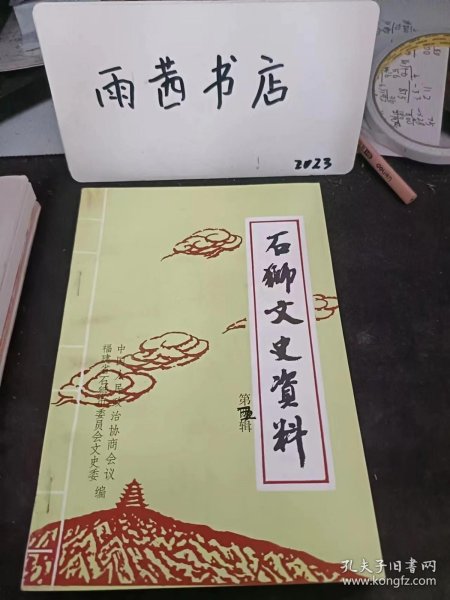 雨茜书店
2023
石狮文史資料
第五辑
中国人民政治协商会议
福建省石狮市委员会文史委 编
孔夫子旧书网
www.kongfz.com